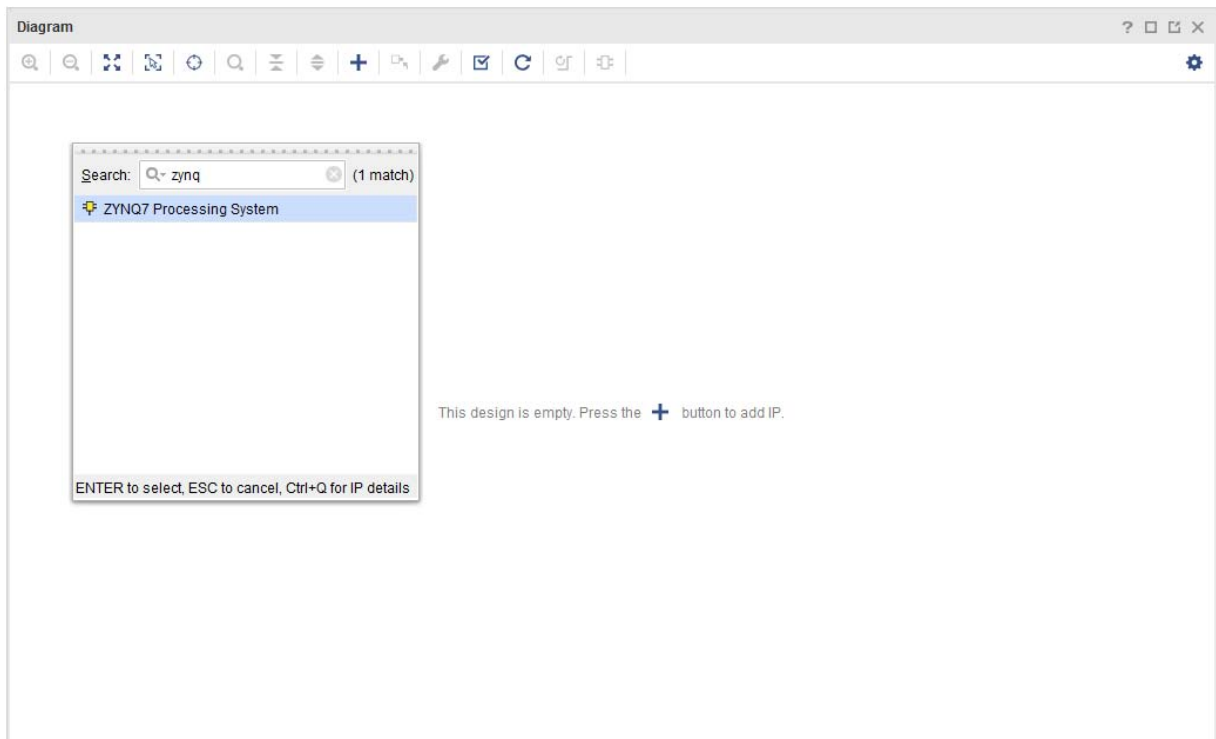 Diagram
Search: zynq (1 match)
ZYNQ7 Processing System
This design is empty. Press the + button to add IP.
ENTER to select, ESC to cancel, Ctrl+Q for IP details